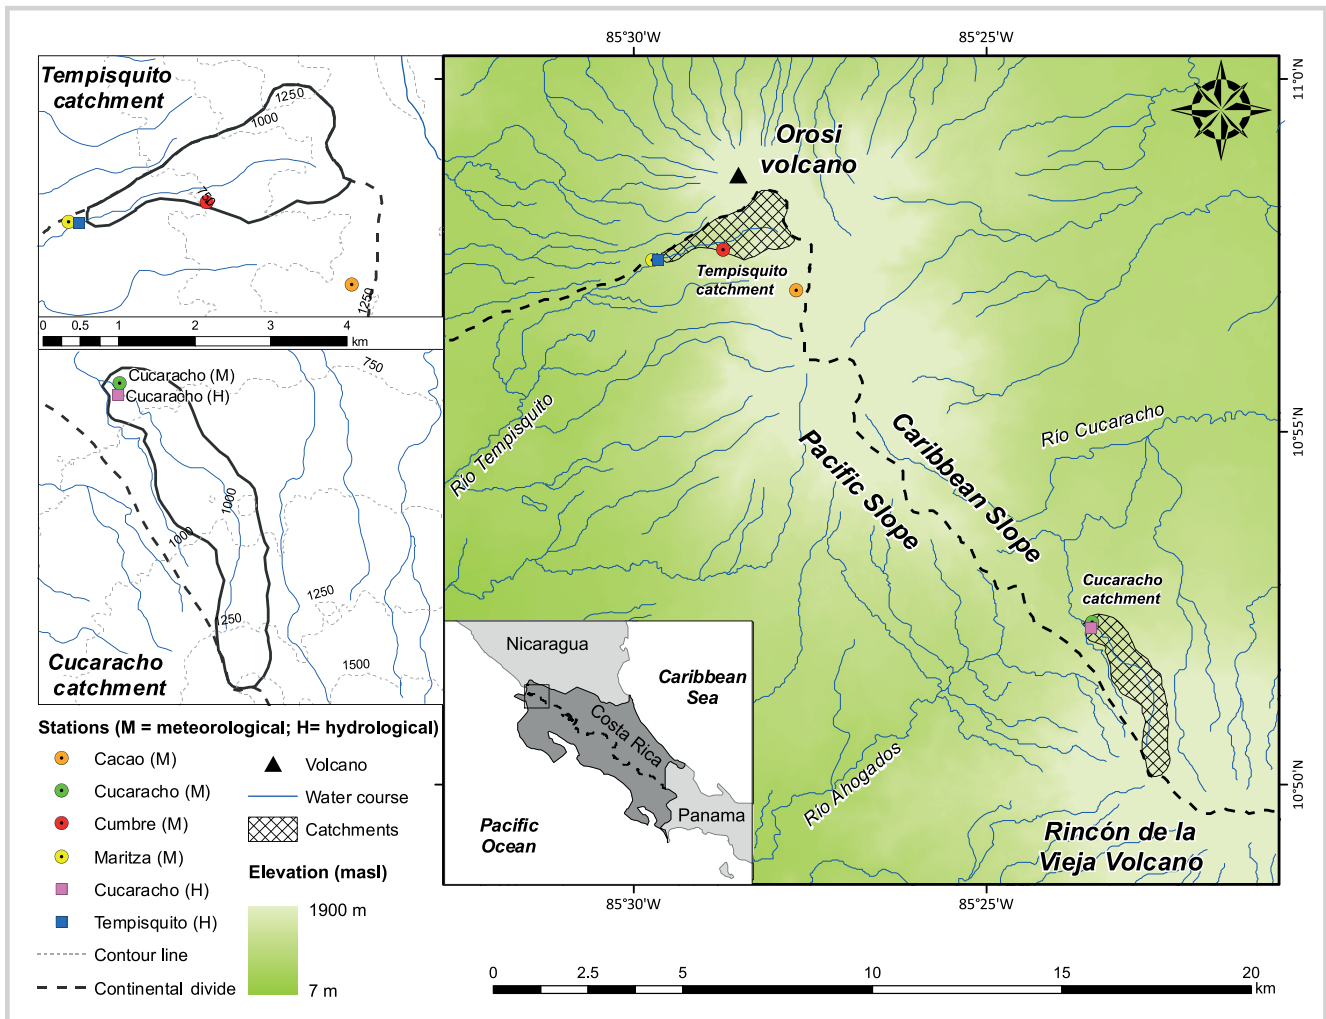 Tempisquito
catchment
1250
1000
750
1250
0 0.5 1 2 3 4
km
Cucaracho (M)
Cucaracho (H)
750
1000
1000
1250
1250
1500
Cucaracho
catchment
Stations (M = meteorological; H= hydrological)
Cacao (M)
Cucaracho (M)
Cumbre (M)
Maritza (M)
Cucaracho (H)
Tempisquito (H)
Contour line
Continental divide
Volcano
Water course
Catchments
Elevation (masl)
1900 m
7 m
85°30'W
85°25'W
11°0'N
10°55'N
10°50'N
85°30'W
85°25'W
Orosi
volcano
Tempisquito
catchment
Río Tempisquito
Pacific Slope
Caribbean Slope
Río Cucaracho
Cucaracho
catchment
Río Ahogados
Rincón de la
Vieja Volcano
Nicaragua
Caribbean
Sea
Costa Rica
Panama
Pacific
Ocean
0 2.5 5 10 15 20
km